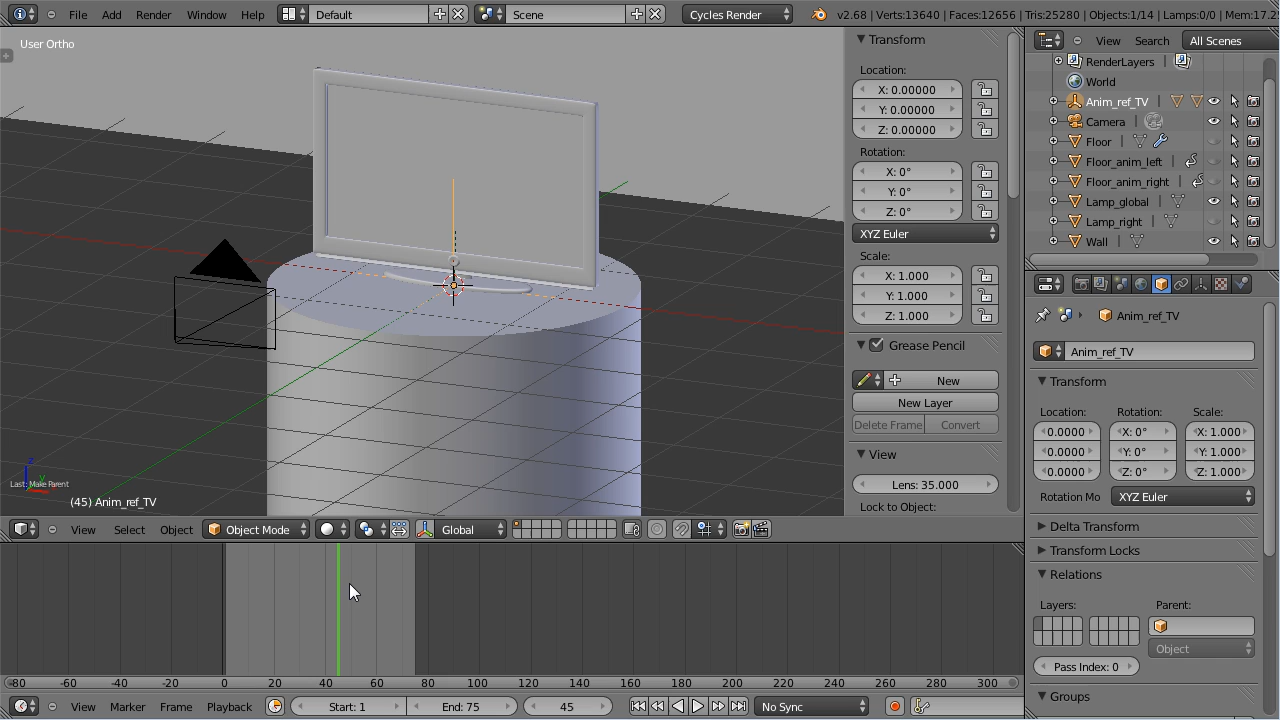 File Add Render Window Help Default Scene Cycles Render v2.68 | Verts:13640 | Faces:12656 | Tris:25280 | Objects:1/14 | Lamps:0/0 | Mem:17.2
User Ortho
Last: Make Parent
(45) Anim_ref_TV
z
y
Transform
Location:
X: 0.00000
Y: 0.00000
Z: 0.00000
Rotation:
X: 0°
Y: 0°
Z: 0°
XYZ Euler
Scale:
X: 1.000
Y: 1.000
Z: 1.000
Grease Pencil
New
New Layer
Delete Frame Convert
View
Lens: 35.000
Lock to Object:
View Select Object Object Mode Global
-80 -60 -40 -20 0 20 40 60 80 100 120 140 160 180 200 220 240 260 280 300
View Marker Frame Playback Start: 1 End: 75 45 No Sync
View Search All Scenes
RenderLayers
World
Anim_ref_TV
Camera
Floor
Floor_anim_left
Floor_anim_right
Lamp_global
Lamp_right
Wall
Anim_ref_TV
Anim_ref_TV
Transform
Location: Rotation: Scale:
0.0000 X: 0° X: 1.000
0.0000 Y: 0° Y: 1.000
0.0000 Z: 0° Z: 1.000
Rotation Mo XYZ Euler
Delta Transform
Transform Locks
Relations
Layers: Parent:
Object
Pass Index: 0
Groups